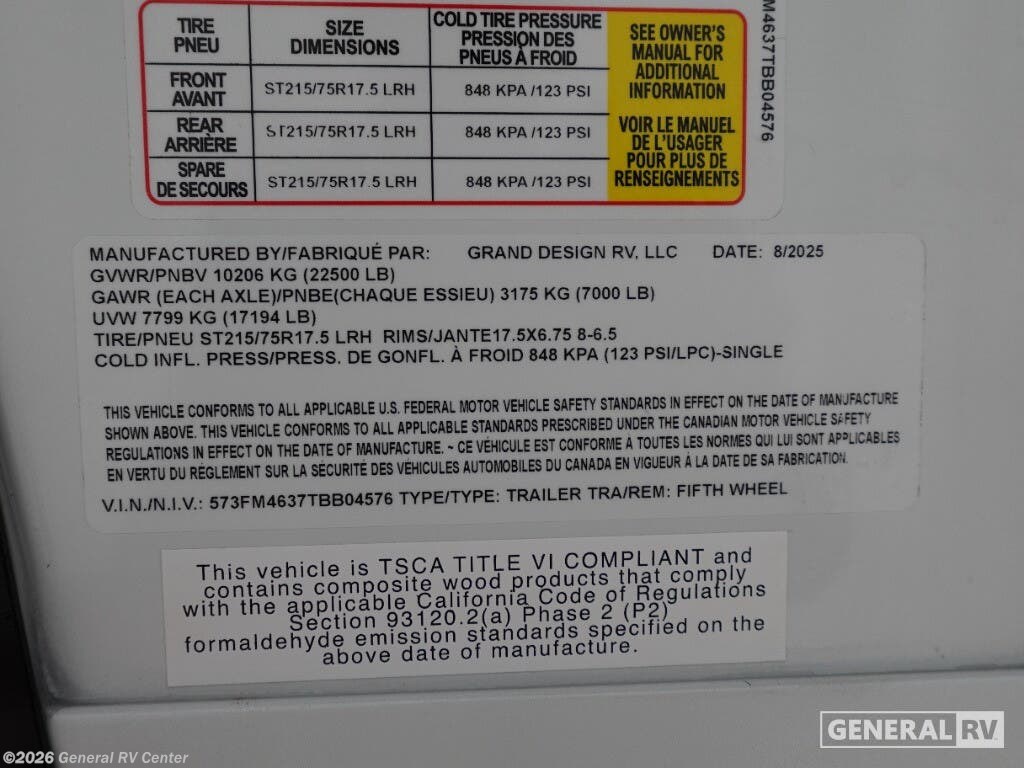 TIRE
PNEU
SIZE
DIMENSIONS
COLD TIRE PRESSURE
PRESSION DES
PNEUS À FROID
SEE OWNER'S
MANUAL FOR
ADDITIONAL
INFORMATION
FRONT
AVANT
ST215/75R17.5 LRH
848 KPA /123 PSI
REAR
ARRIÈRE
ST215/75R17.5 LRH
848 KPA /123 PSI
VOIR LE MANUEL
DE L'USAGER
POUR PLUS DE
RENSEIGNEMENTS
SPARE
DE SECOURS
ST215/75R17.5 LRH
848 KPA /123 PSI
M4637TBB04576
MANUFACTURED BY/FABRIQUÉ PAR: GRAND DESIGN RV, LLC DATE: 8/2025
GVWR/PNBV 10206 KG (22500 LB)
GAWR (EACH AXLE)/PNBE(CHAQUE ESSIEU) 3175 KG (7000 LB)
UVW 7799 KG (17194 LB)
TIRE/PNEU ST215/75R17.5 LRH RIMS/JANTE17.5X6.75 8-6.5
COLD INFL. PRESS/PRESS. DE GONFL. À FROID 848 KPA (123 PSI/LPC)-SINGLE
THIS VEHICLE CONFORMS TO ALL APPLICABLE U.S. FEDERAL MOTOR VEHICLE SAFETY STANDARDS IN EFFECT ON THE DATE OF MANUFACTURE
SHOWN ABOVE. THIS VEHICLE CONFORMS TO ALL APPLICABLE STANDARDS PRESCRIBED UNDER THE CANADIAN MOTOR VEHICLE SAFETY
REGULATIONS IN EFFECT ON THE DATE OF MANUFACTURE. ~ CE VÉHICULE EST CONFORME À TOUTES LES NORMES QUI LUI SONT APPLICABLES
EN VERTU DU RÉGLEMENT SUR LA SÉCURITÉ DES VÉHICULES AUTOMOBILES DU CANADA EN VIGUEUR À LA DATE DE SA FABRICATION.
V.I.N./N.I.V.: 573FM4637TBB04576 TYPE/TYPE: TRAILER TRA/REM: FIFTH WHEEL
This vehicle is TSCA TITLE VI COMPLIANT and
contains composite wood products that comply
with the applicable California Code of Regulations
Section 93120.2(a) Phase 2 (P2)
formaldehyde emission standards specified on the
above date of manufacture.
GENERAL RV
©2026 General RV Center